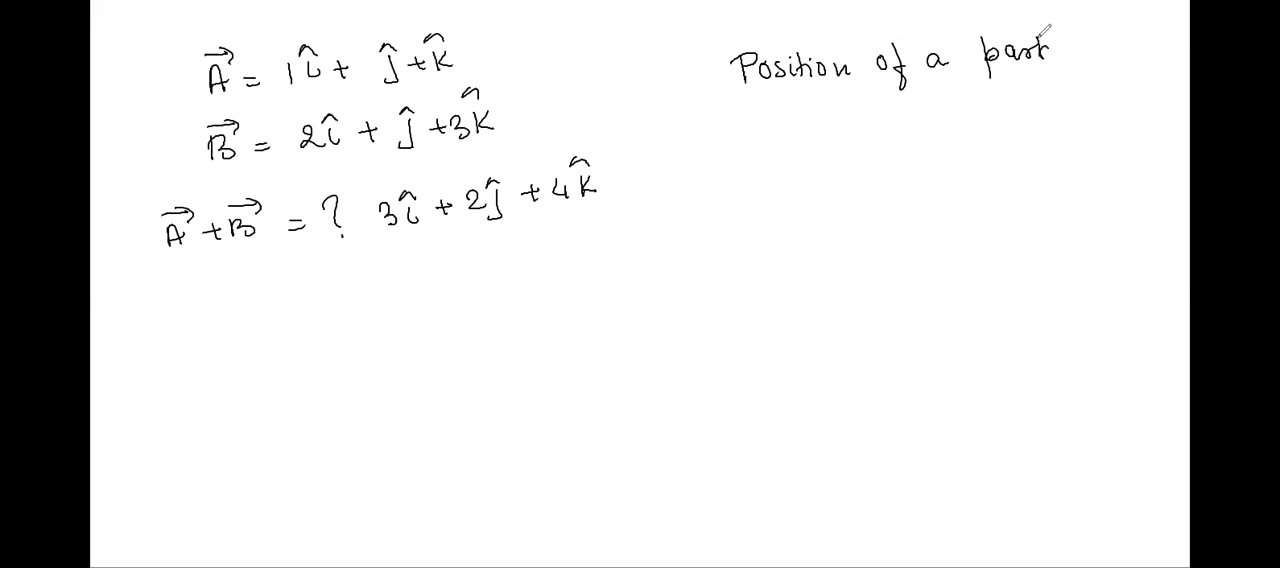 A⃗ = 1î + ĵ + k̂
B⃗ = 2î + ĵ + 3k̂
A⃗ + B⃗ = ? 3î + 2ĵ + 4k̂
Position of a part